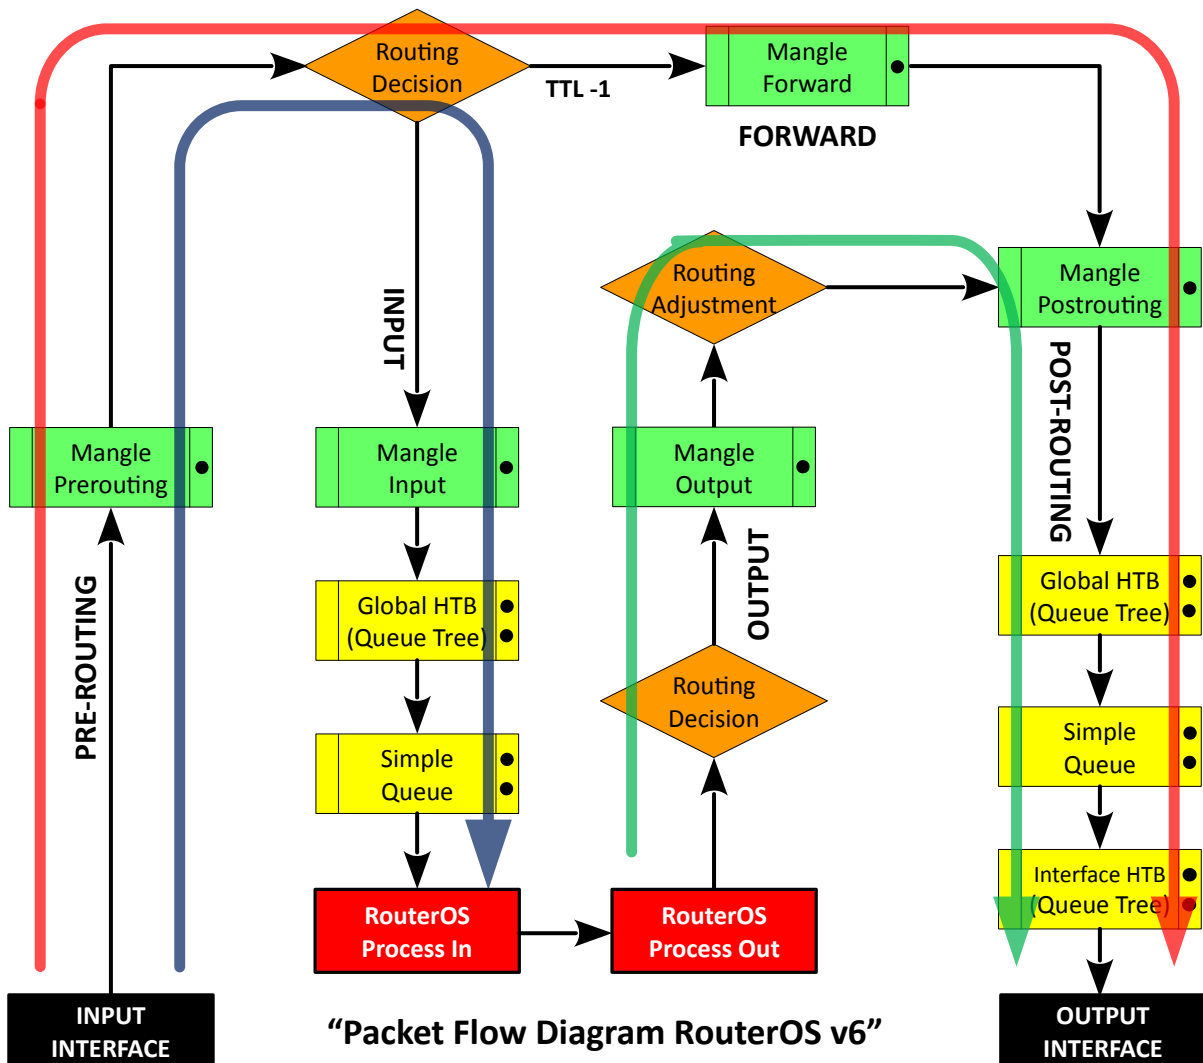 Routing
Decision
TTL -1
Mangle
Forward
FORWARD
Routing
Adjustment
Mangle
Postrouting
INPUT
POST-ROUTING
Mangle
Prerouting
Mangle
Input
Mangle
Output
PRE-ROUTING
OUTPUT
Global HTB
(Queue Tree)
Global HTB
(Queue Tree)
Routing
Decision
Simple
Queue
Simple
Queue
Interface HTB
(Queue Tree)
RouterOS
Process In
RouterOS
Process Out
INPUT
INTERFACE
“Packet Flow Diagram RouterOS v6”
OUTPUT
INTERFACE